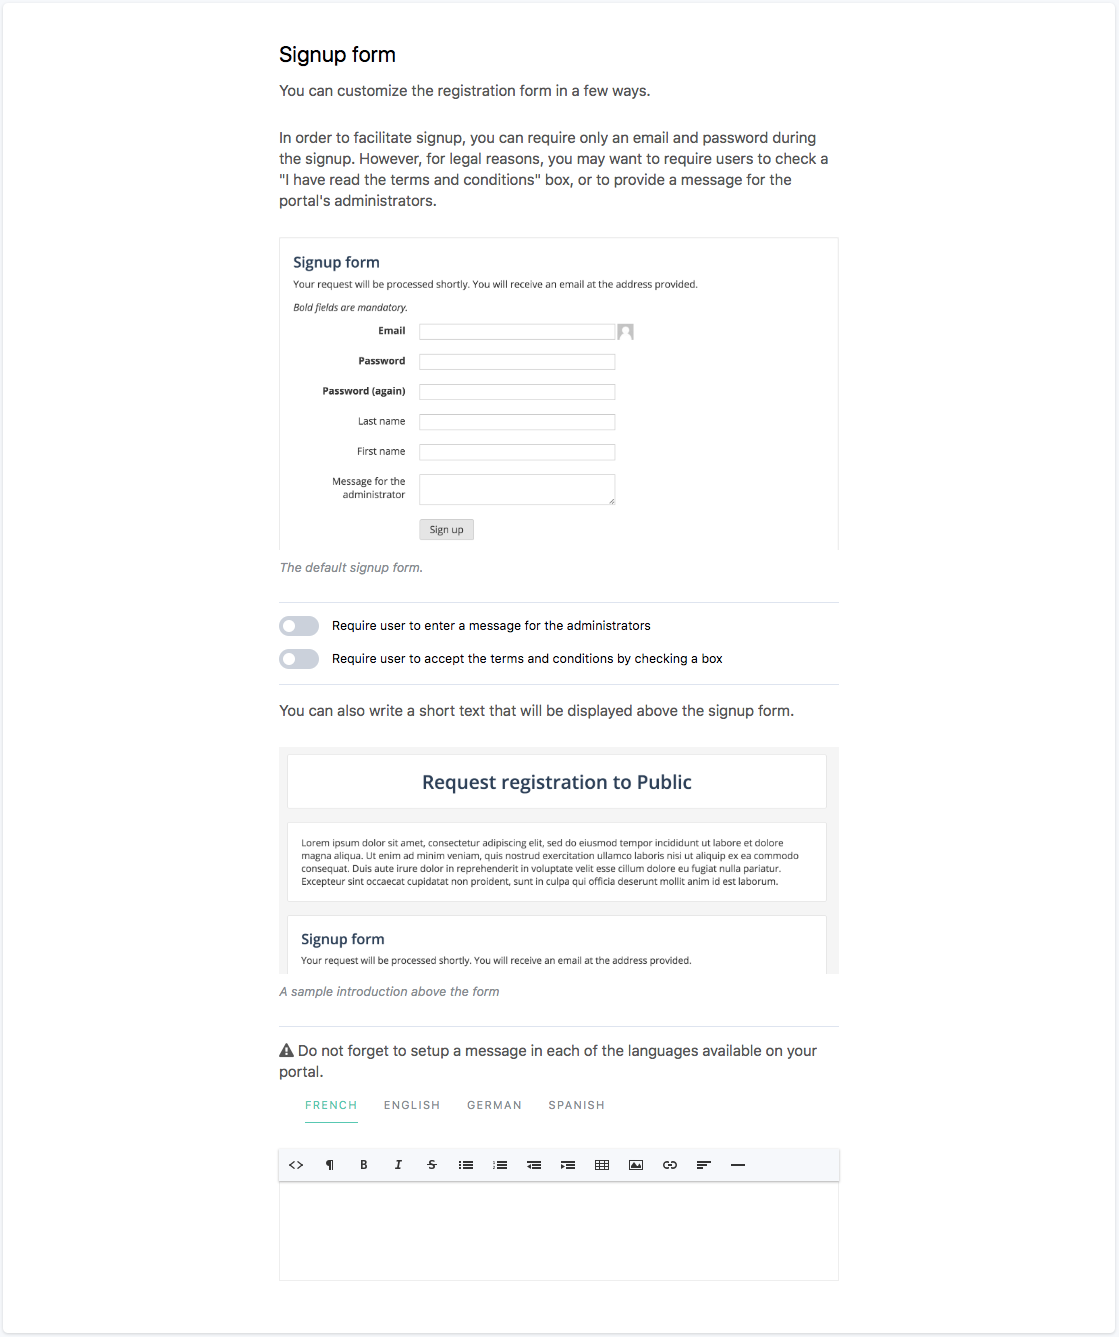 Signup form
You can customize the registration form in a few ways.
In order to facilitate signup, you can require only an email and password during
the signup. However, for legal reasons, you may want to require users to check a
"I have read the terms and conditions" box, or to provide a message for the
portal's administrators.
Signup form
Your request will be processed shortly. You will receive an email at the address provided.
Bold fields are mandatory.
Email
Password
Password (again)
Last name
First name
Message for the
administrator
Sign up
The default signup form.
Require user to enter a message for the administrators
Require user to accept the terms and conditions by checking a box
You can also write a short text that will be displayed above the signup form.
Request registration to Public
Lorem ipsum dolor sit amet, consectetur adipiscing elit, sed do eiusmod tempor incididunt ut labore et dolore
magna aliqua. Ut enim ad minim veniam, quis nostrud exercitation ullamco laboris nisi ut aliquip ex ea commodo
consequat. Duis aute irure dolor in reprehenderit in voluptate velit esse cillum dolore eu fugiat nulla pariatur.
Excepteur sint occaecat cupidatat non proident, sunt in culpa qui officia deserunt mollit anim id est laborum.
Signup form
Your request will be processed shortly. You will receive an email at the address provided.
A sample introduction above the form
Do not forget to setup a message in each of the languages available on your
portal.
FRENCH ENGLISH GERMAN SPANISH
<> ¶ B I S